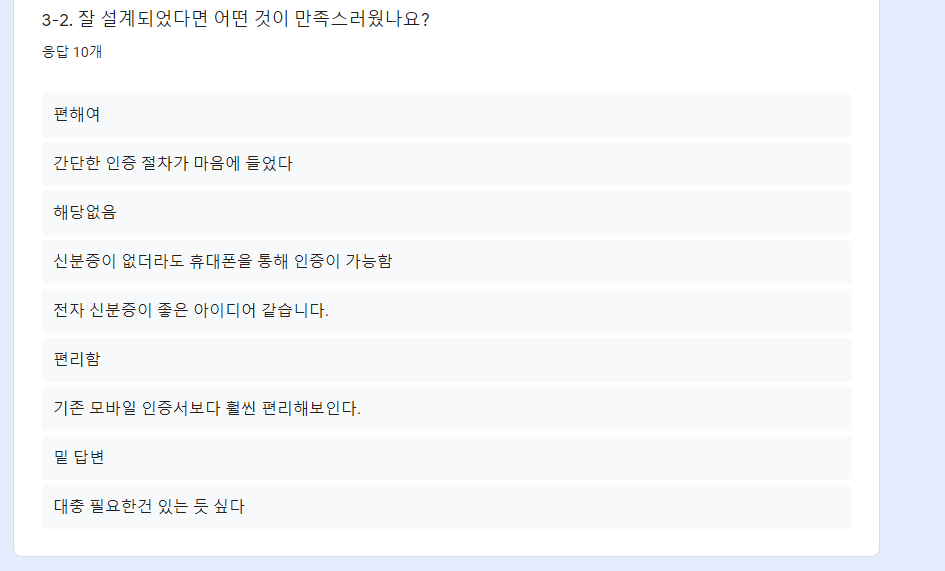 3-2. 잘 설계되었다면 어떤 것이 만족스러웠나요?
응답 10개
편해여
간단한 인증 절차가 마음에 들었다
해당없음
신분증이 없더라도 휴대폰을 통해 인증이 가능함
전자 신분증이 좋은 아이디어 같습니다.
편리함
기존 모바일 인증서보다 훨씬 편리해보인다.
밑 답변
대충 필요한건 있는 듯 싶다